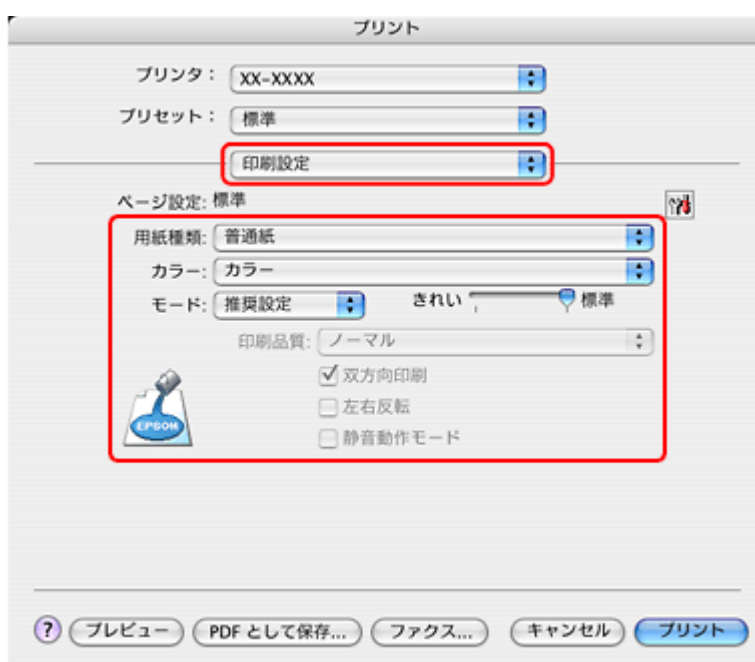 プリント
プリンタ： XX-XXXX
プリセット： 標準
印刷設定
ページ設定: 標準
用紙種類: 普通紙
カラー: カラー
モード: 推奨設定 きれい 標準
印刷品質: ノーマル
双方向印刷
左右反転
静音動作モード
EPSON
? プレビュー PDF として保存... ファクス... キャンセル プリント